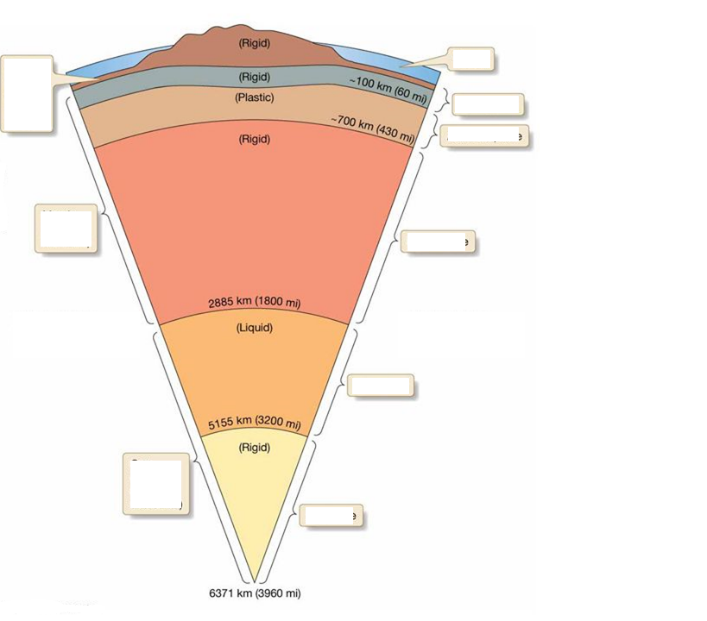 (Rigid)
(Rigid)
~100 km (60 mi)
(Plastic)
~700 km (430 mi)
(Rigid)
2885 km (1800 mi)
(Liquid)
5155 km (3200 mi)
(Rigid)
6371 km (3960 mi)